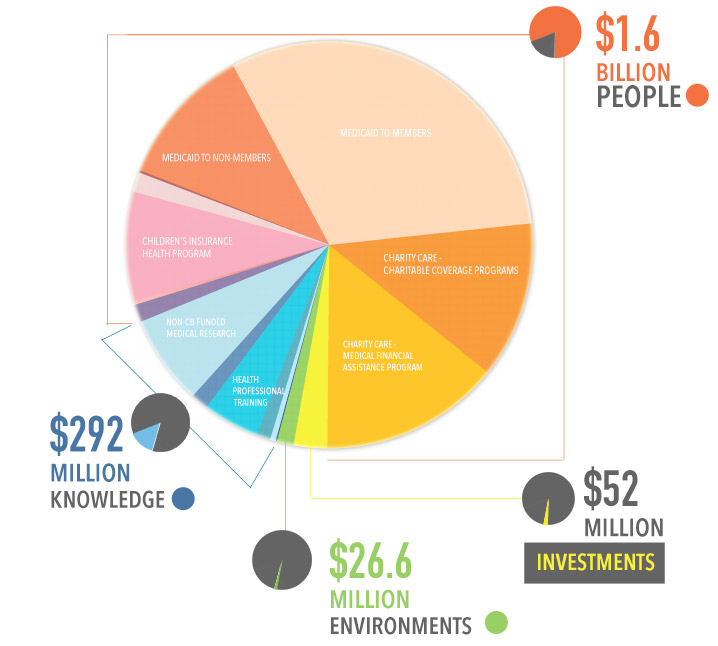 $1.6
BILLION
PEOPLE
MEDICAID TO MEMBERS
MEDICAID TO NON-MEMBERS
CHILDREN'S INSURANCE
HEALTH PROGRAM
CHARITY CARE -
CHARITABLE COVERAGE PROGRAMS
NON-CB FUNDED
MEDICAL RESEARCH
CHARITY CARE -
MEDICAL FINANCIAL
ASSISTANCE PROGRAM
HEALTH
PROFESSIONAL
TRAINING
$292
MILLION
KNOWLEDGE
$52
MILLION
INVESTMENTS
$26.6
MILLION
ENVIRONMENTS